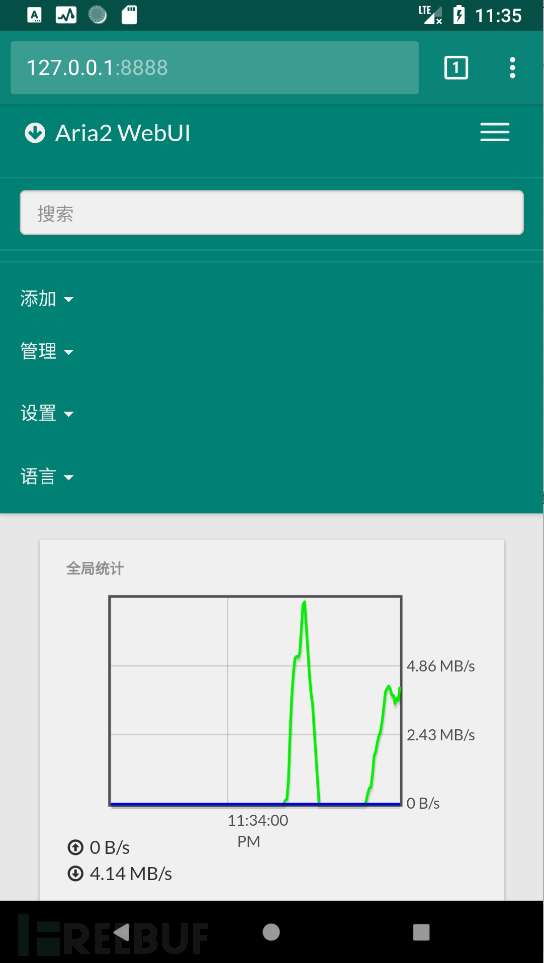 A LTE 11:35
127.0.0.1:8888 1
Aria2 WebUI
搜索
添加
管理
设置
语言
全局统计
4.86 MB/s
2.43 MB/s
0 B/s
11:34:00
PM
0 B/s
4.14 MB/s
FREEBUF